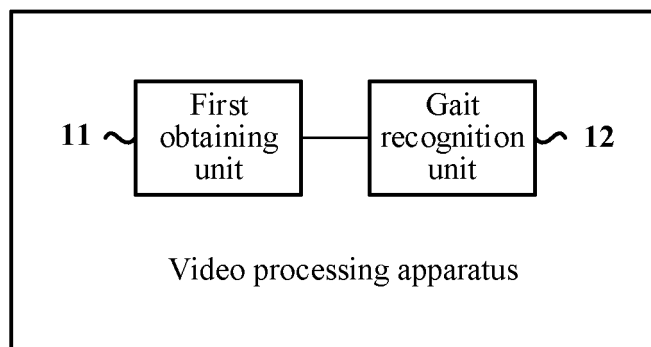 11
First
obtaining
unit
Gait
recognition
unit
12
Video processing apparatus